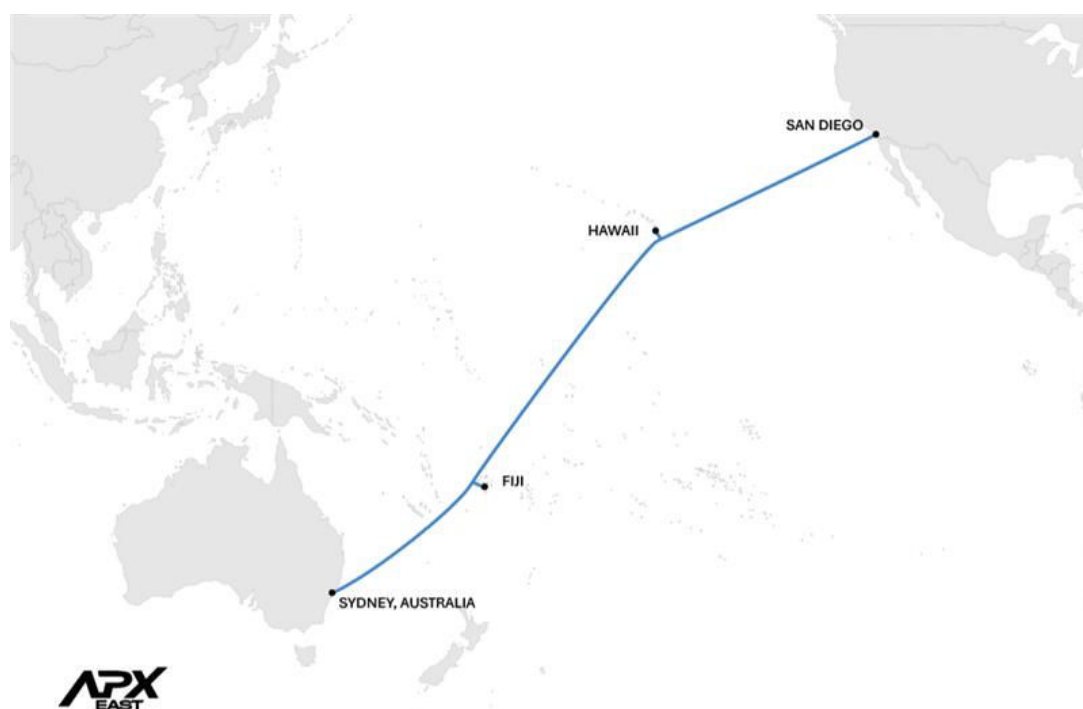 SAN DIEGO
HAWAII
FIJI
SYDNEY, AUSTRALIA
APX
EAST